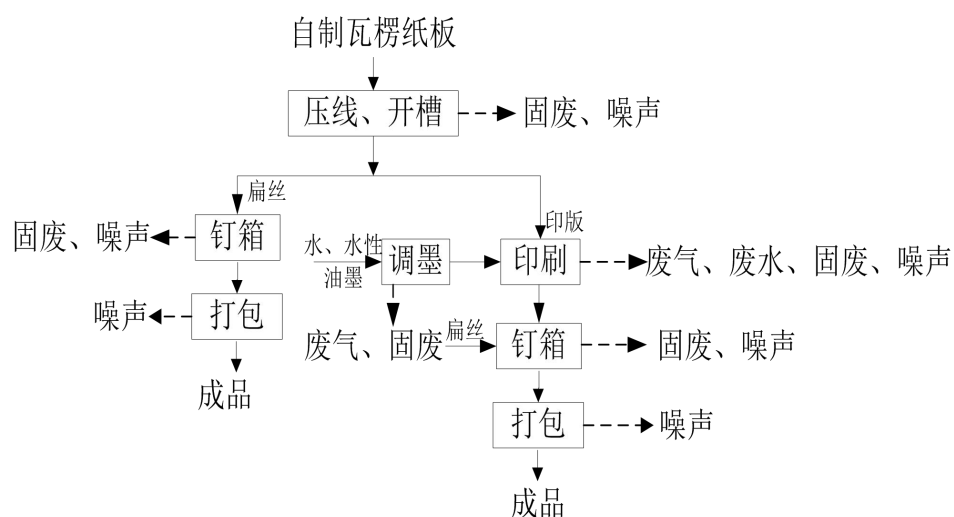 自制瓦楞纸板
压线、开槽
固废、噪声
扁丝
印版
固废、噪声
钉箱
水、水性
油墨
调墨
印刷
废气、废水、固废、噪声
噪声
打包
废气、固废
扁丝
钉箱
固废、噪声
成品
打包
噪声
成品